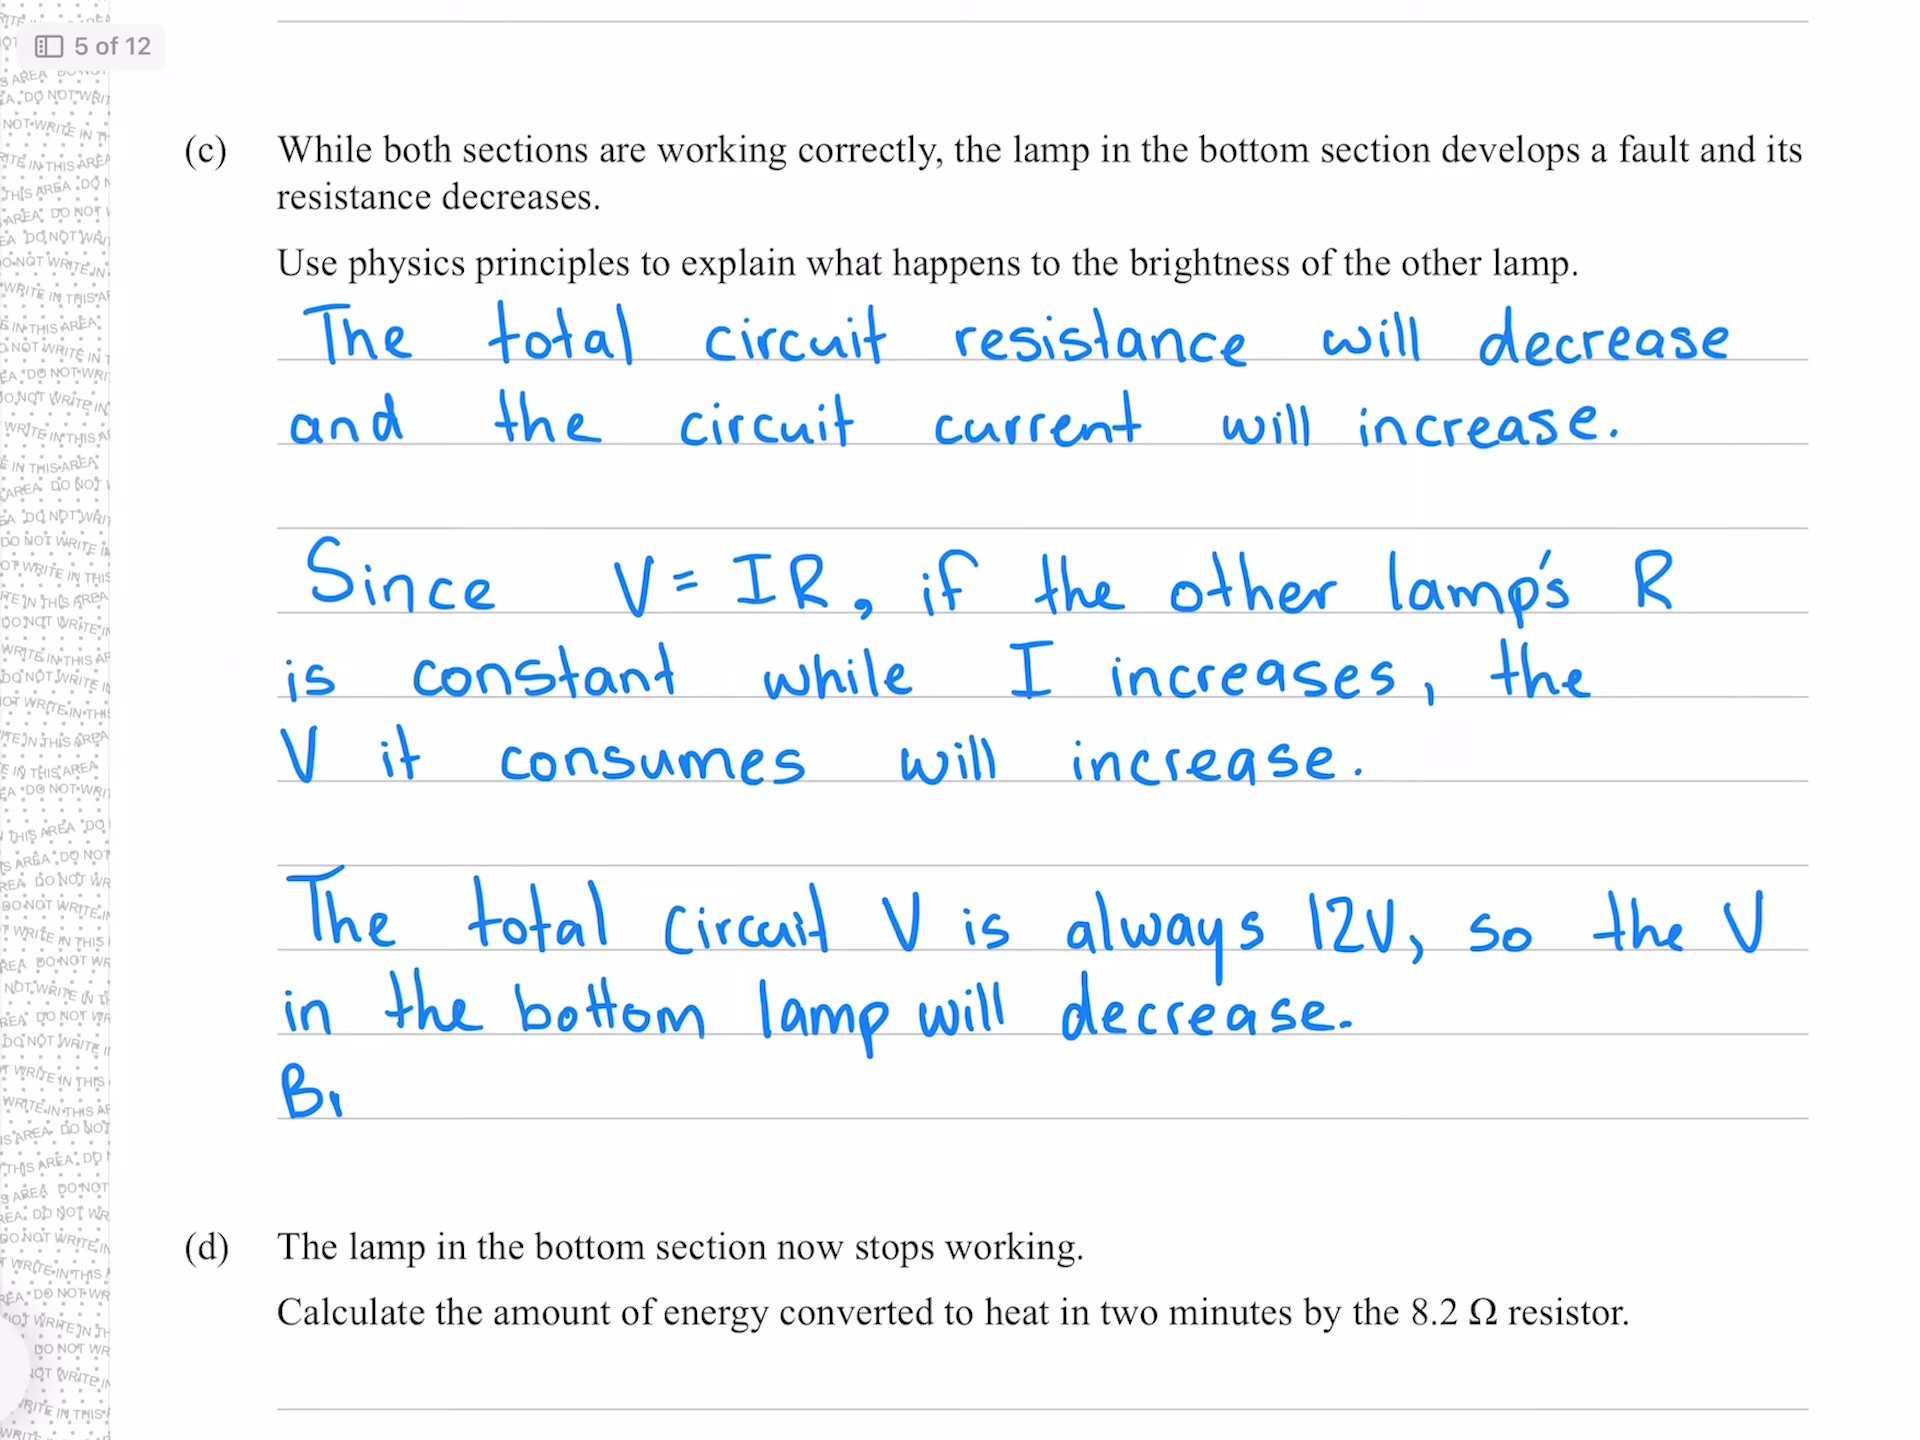 5 of 12
(c) While both sections are working correctly, the lamp in the bottom section develops a fault and its
resistance decreases.
Use physics principles to explain what happens to the brightness of the other lamp.
The total circuit resistance will decrease
and the circuit current will increase.
Since V = IR, if the other lamp's R
is constant while I increases, the
V it consumes will increase.
The total circuit V is always 12V, so the V
in the bottom lamp will decrease.
Br
(d) The lamp in the bottom section now stops working.
Calculate the amount of energy converted to heat in two minutes by the 8.2 Ω resistor.